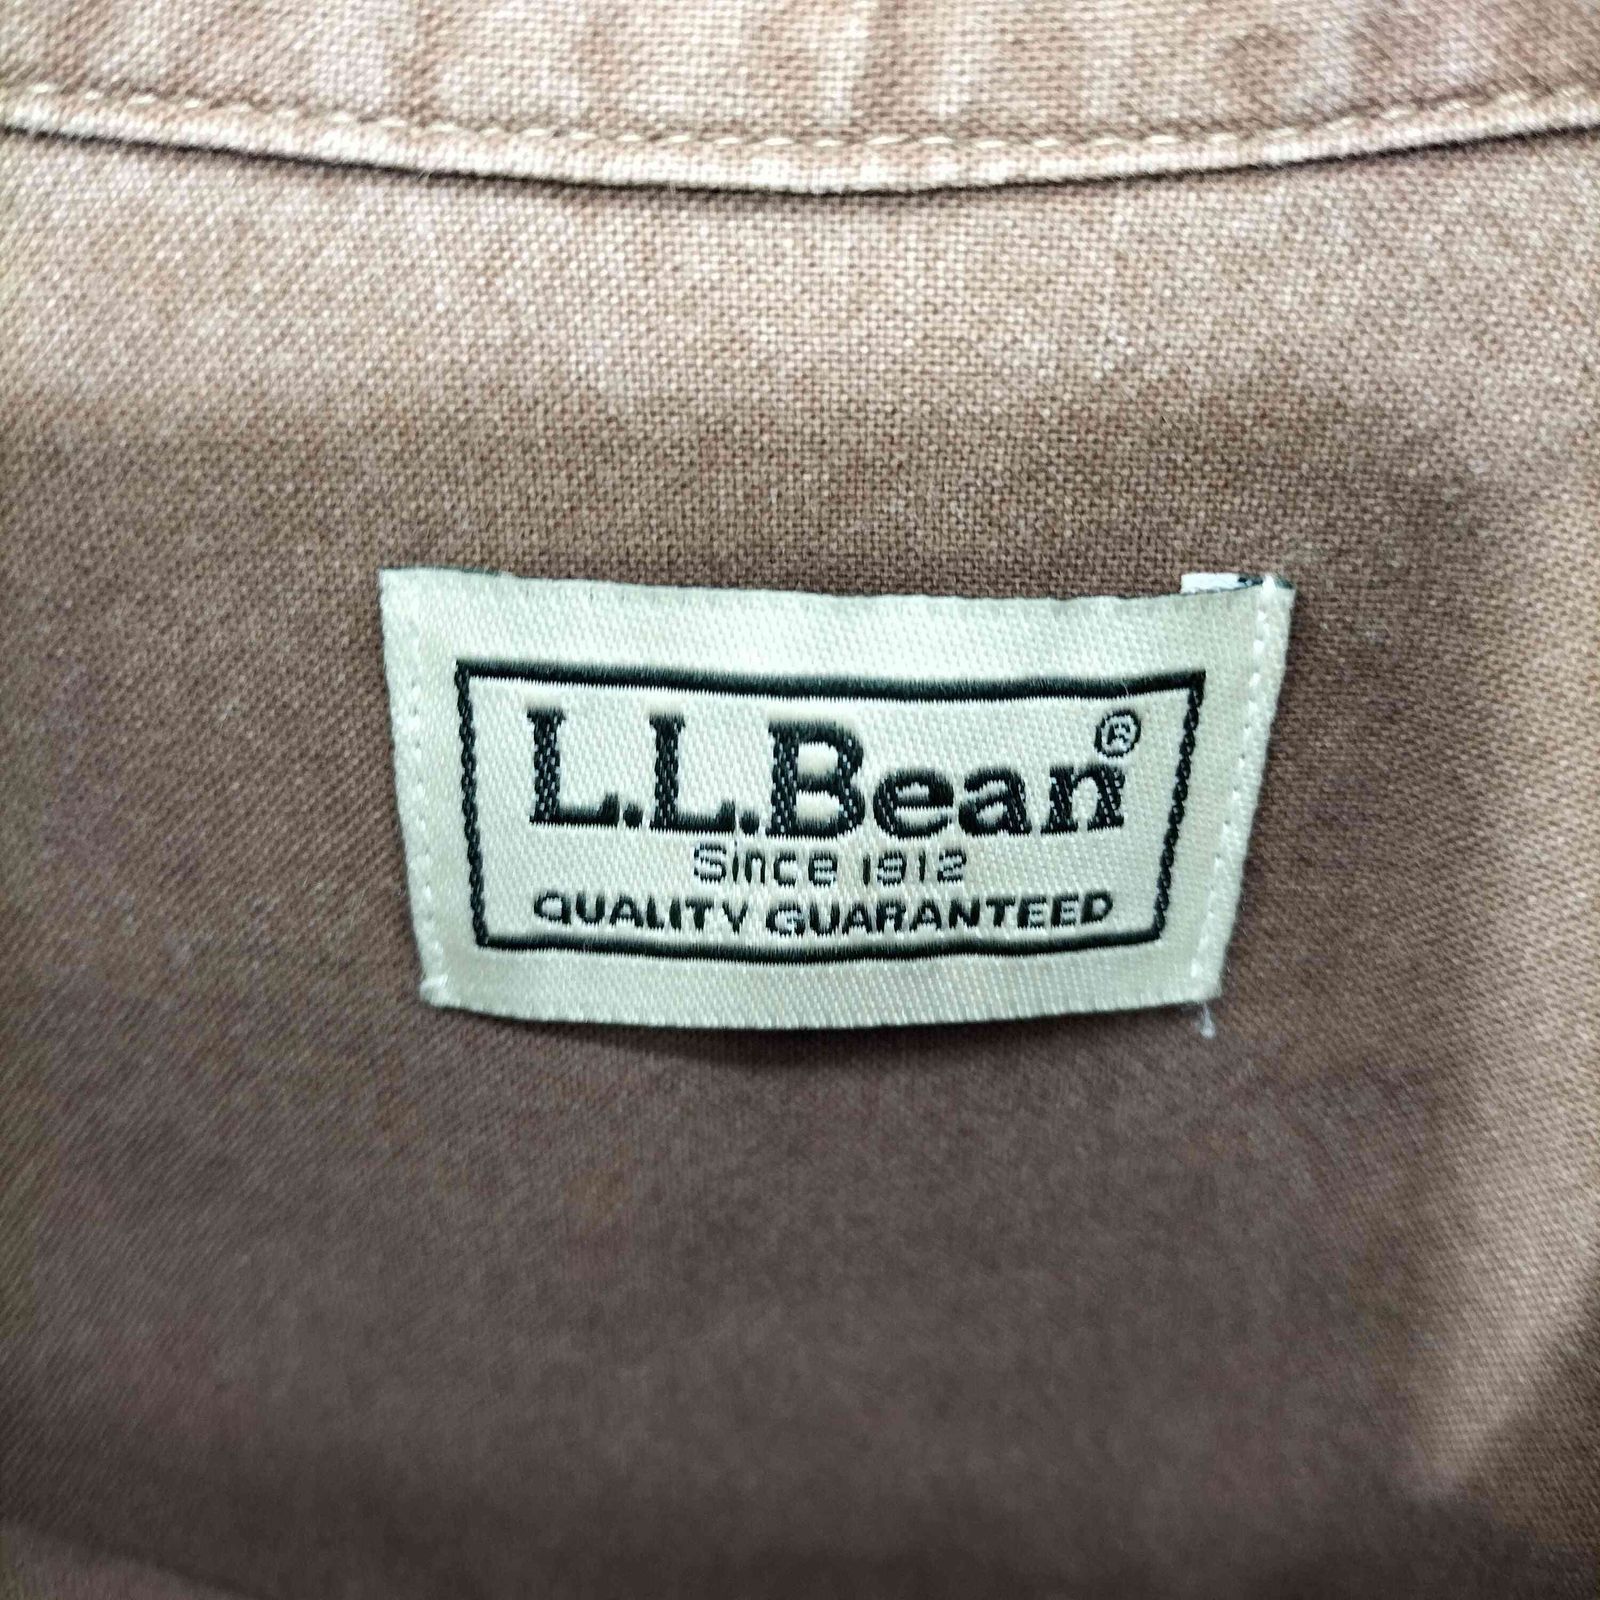 L.L.Bean®
Since 1912
QUALITY GUARANTEED